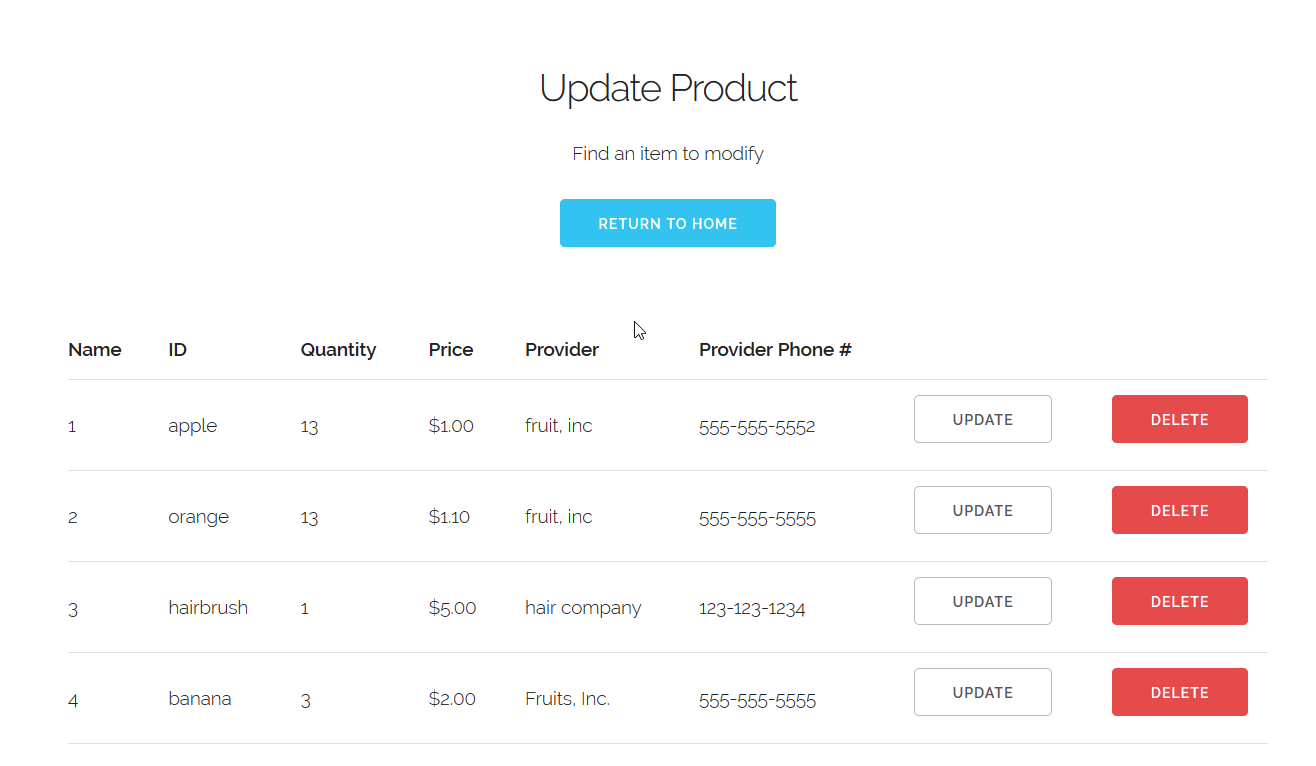 Update Product
Find an item to modify
RETURN TO HOME
Name ID Quantity Price Provider Provider Phone #
1 apple 13 $1.00 fruit, inc 555-555-5552 UPDATE DELETE
2 orange 13 $1.10 fruit, inc 555-555-5555 UPDATE DELETE
3 hairbrush 1 $5.00 hair company 123-123-1234 UPDATE DELETE
4 banana 3 $2.00 Fruits, Inc. 555-555-5555 UPDATE DELETE